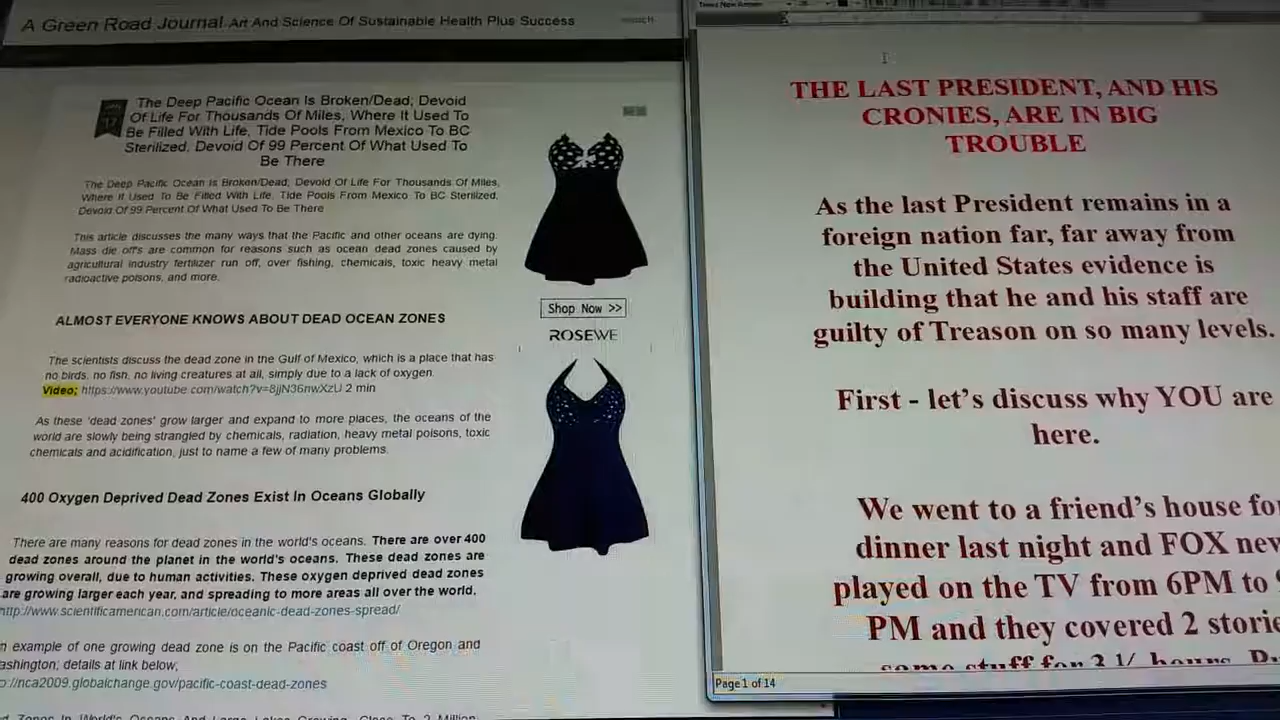 A Green Road Journal Art And Science Of Sustainable Health Plus Success
The Deep Pacific Ocean Is Broken/Dead; Devoid
Of Life For Thousands Of Miles, Where It Used To
Be Filled With Life, Tide Pools From Mexico To BC
Sterilized, Devoid Of 99 Percent Of What Used To
Be There
The Deep Pacific Ocean Is Broken/Dead; Devoid Of Life For Thousands Of Miles,
Where It Used To Be Filled With Life, Tide Pools From Mexico To BC Sterilized,
Devoid Of 99 Percent Of What Used To Be There
This article discusses the many ways that the Pacific and other oceans are dying.
Mass die off's are common for reasons such as ocean dead zones caused by
agricultural industry fertilizer run off, over fishing, chemicals, toxic heavy metal
radioactive poisons, and more.
ALMOST EVERYONE KNOWS ABOUT DEAD OCEAN ZONES
The scientists discuss the dead zone in the Gulf of Mexico, which is a place that has
no birds, no fish, no living creatures at all, simply due to a lack of oxygen.
Video; https://www.youtube.com/watch?v=8jjN36nwXzU 2 min
As these 'dead zones' grow larger and expand to more places, the oceans of the
world are slowly being strangled by chemicals, radiation, heavy metal poisons, toxic
chemicals and acidification, just to name a few of many problems.
400 Oxygen Deprived Dead Zones Exist In Oceans Globally
There are many reasons for dead zones in the world's oceans. There are over 400
dead zones around the planet in the world's oceans. These dead zones are
growing overall, due to human activities. These oxygen deprived dead zones
are growing larger each year, and spreading to more areas all over the world.
http://www.scientificamerican.com/article/oceanic-dead-zones-spread/
n example of one growing dead zone is on the Pacific coast off of Oregon and
ashington; details at link below;
p://nca2009.globalchange.gov/pacific-coast-dead-zones
Zones In World's Oceans And Large Lakes Growing, Close To 2 Million
Shop Now >>
ROSEWE
THE LAST PRESIDENT, AND HIS
CRONIES, ARE IN BIG
TROUBLE
As the last President remains in a
foreign nation far, far away from
the United States evidence is
building that he and his staff are
guilty of Treason on so many levels.
First - let's discuss why YOU are
here.
We went to a friend's house fo
dinner last night and FOX nev
played on the TV from 6PM to
PM and they covered 2 storie
some stuff for 3 1/ hours
Page 1 of 14